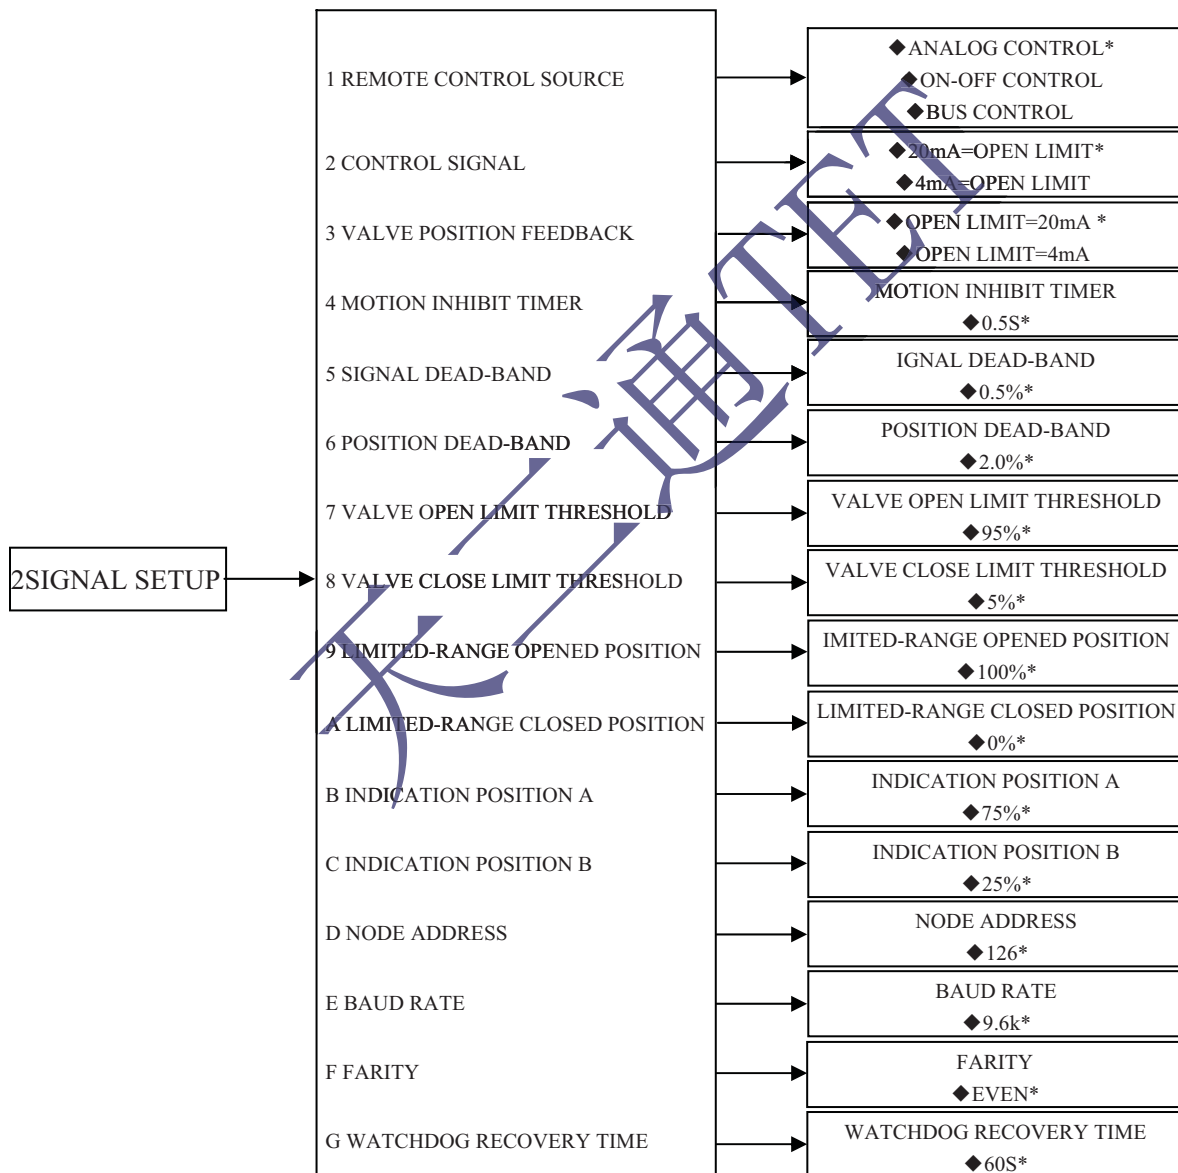 2SIGNAL SETUP
1 REMOTE CONTROL SOURCE
◆ANALOG CONTROL*
◆ON-OFF CONTROL
◆BUS CONTROL
2 CONTROL SIGNAL
◆20mA=OPEN LIMIT*
◆4mA=OPEN LIMIT
3 VALVE POSITION FEEDBACK
◆OPEN LIMIT=20mA *
◆OPEN LIMIT=4mA
4 MOTION INHIBIT TIMER
MOTION INHIBIT TIMER
◆0.5S*
5 SIGNAL DEAD-BAND
IGNAL DEAD-BAND
◆0.5%*
6 POSITION DEAD-BAND
POSITION DEAD-BAND
◆2.0%*
7 VALVE OPEN LIMIT THRESHOLD
VALVE OPEN LIMIT THRESHOLD
◆95%*
8 VALVE CLOSE LIMIT THRESHOLD
VALVE CLOSE LIMIT THRESHOLD
◆5%*
9 LIMITED-RANGE OPENED POSITION
IMITED-RANGE OPENED POSITION
◆100%*
A LIMITED-RANGE CLOSED POSITION
LIMITED-RANGE CLOSED POSITION
◆0%*
B INDICATION POSITION A
INDICATION POSITION A
◆75%*
C INDICATION POSITION B
INDICATION POSITION B
◆25%*
D NODE ADDRESS
NODE ADDRESS
◆126*
E BAUD RATE
BAUD RATE
◆9.6k*
F FARITY
FARITY
◆EVEN*
G WATCHDOG RECOVERY TIME
WATCHDOG RECOVERY TIME
◆60S*
天二通TET